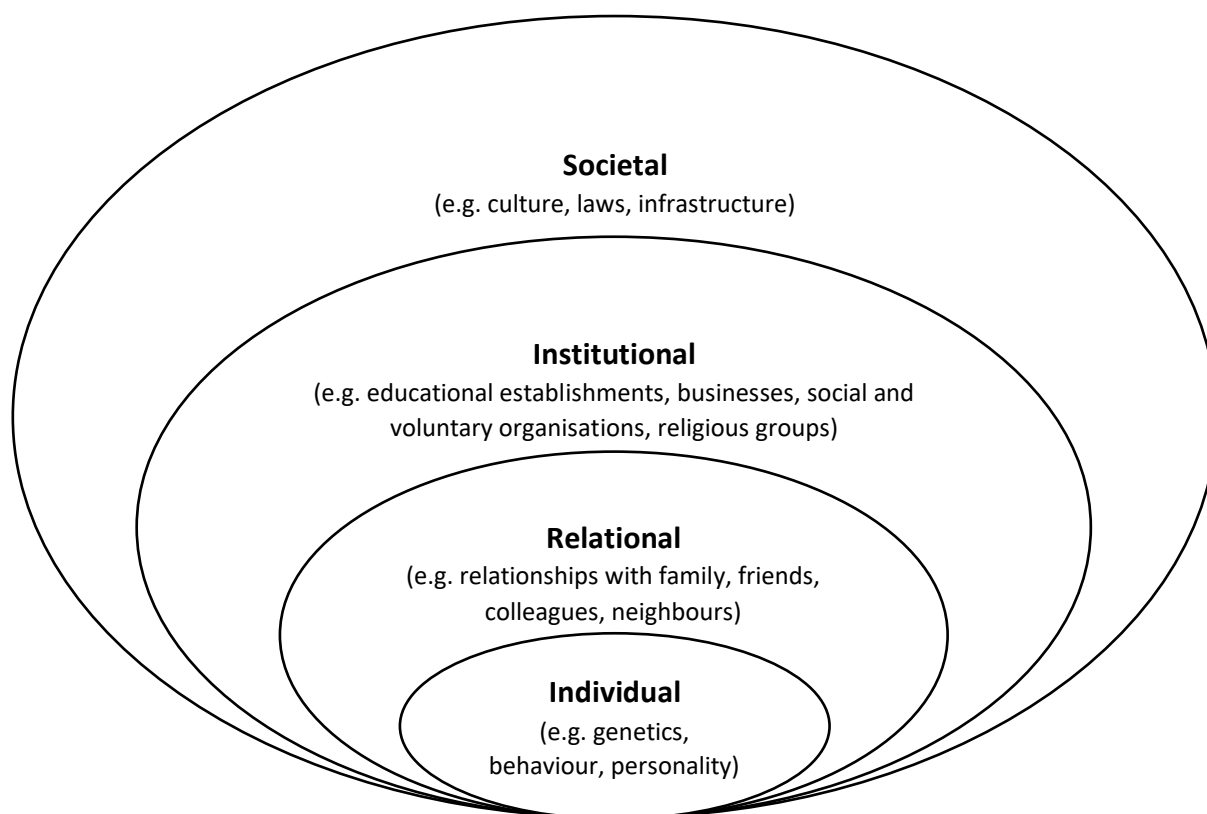 Societal
(e.g. culture, laws, infrastructure)
Institutional
(e.g. educational establishments, businesses, social and
voluntary organisations, religious groups)
Relational
(e.g. relationships with family, friends,
colleagues, neighbours)
Individual
(e.g. genetics,
behaviour, personality)